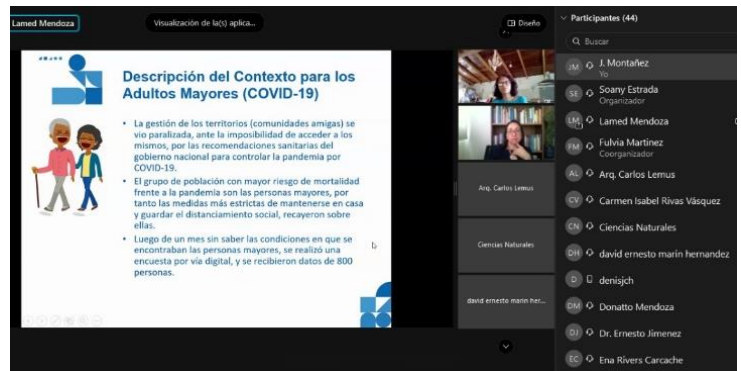 Lamed Mendoza
Visualización de la(s) aplica...
Diseño
Descripción del Contexto para los
Adultos Mayores (COVID-19)
• La gestión de los territorios (comunidades amigas) se
vio paralizada, ante la imposibilidad de acceder a los
mismos, por las recomendaciones sanitarias del
gobierno nacional para controlar la pandemia por
COVID-19.
• El grupo de población con mayor riesgo de mortalidad
frente a la pandemia son las personas mayores, por
tanto las medidas más estrictas de mantenerse en casa
y guardar el distanciamiento social, recayeron sobre
ellas.
• Luego de un mes sin saber las condiciones en que se
encontraban las personas mayores, se realizó una
encuesta por vía digital, y se recibieron datos de 800
personas.
Arq. Carlos Lemus
Ciencias Naturales
david ernesto marin her...
Participantes (44)
Buscar
JM J. Montañez
Yo
SE Soany Estrada
Organizador
LM Lamed Mendoza
FM Fulvia Martinez
Coorganizador
AL Arq. Carlos Lemus
CV Carmen Isabel Rivas Vásquez
CN Ciencias Naturales
DH david ernesto marin hernandez
D denisjch
DM Donatto Mendoza
DJ Dr. Ernesto Jimenez
EC Ena Rivers Carcache